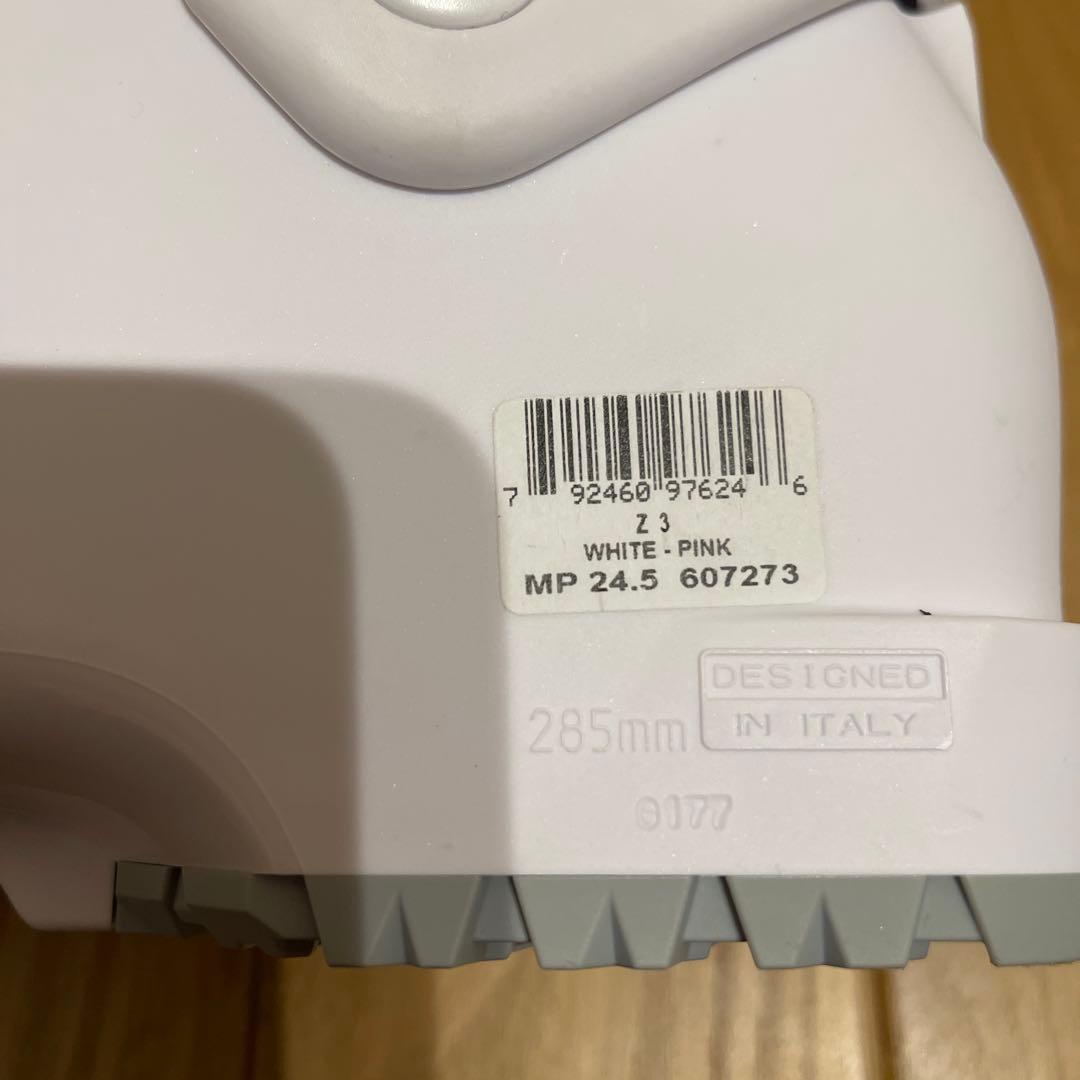 7 92460 97624 6
Z 3
WHITE - PINK
MP 24.5 607273
DESIGNED
IN ITALY
285mm
0177